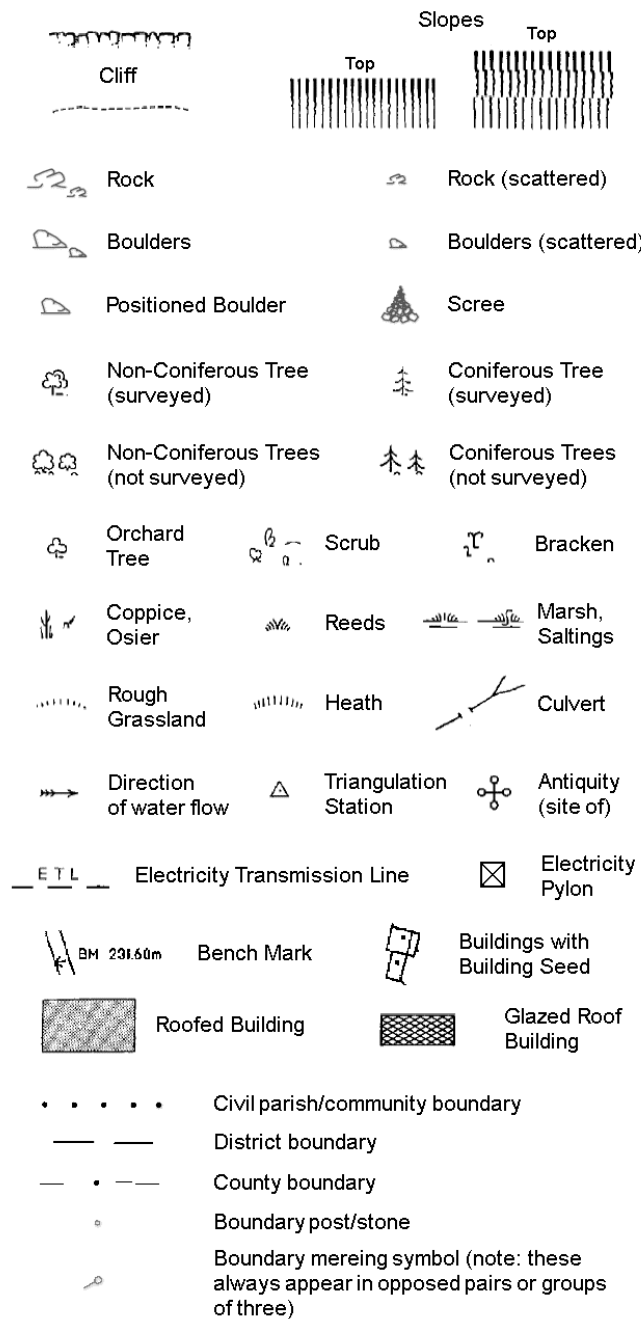 Slopes
Top
Top
Cliff
Rock
Rock (scattered)
Boulders
Boulders (scattered)
Positioned Boulder
Scree
Non-Coniferous Tree
(surveyed)
Coniferous Tree
(surveyed)
Non-Coniferous Trees
(not surveyed)
Coniferous Trees
(not surveyed)
Orchard
Tree
Scrub
Bracken
Coppice,
Osier
Reeds
Marsh,
Saltings
Rough
Grassland
Heath
Culvert
Direction
of water flow
Triangulation
Station
Antiquity
(site of)
E T L
Electricity Transmission Line
Electricity
Pylon
BM 231.60m
Bench Mark
Buildings with
Building Seed
Roofed Building
Glazed Roof
Building
Civil parish/community boundary
District boundary
County boundary
Boundary post/stone
Boundary mereing symbol (note: these
always appear in opposed pairs or groups
of three)